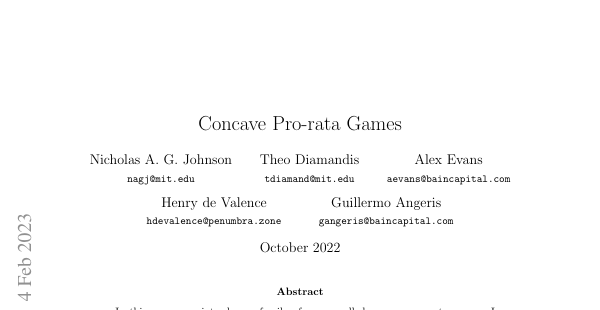 Concave Pro-rata Games
Nicholas A. G. Johnson Theo Diamandis Alex Evans
nagj@mit.edu tdiamand@mit.edu aevans@baincapital.com
Henry de Valence Guillermo Angeris
hdevalence@penumbra.zone gangeris@baincapital.com
October 2022
4 Feb 2023
Abstract